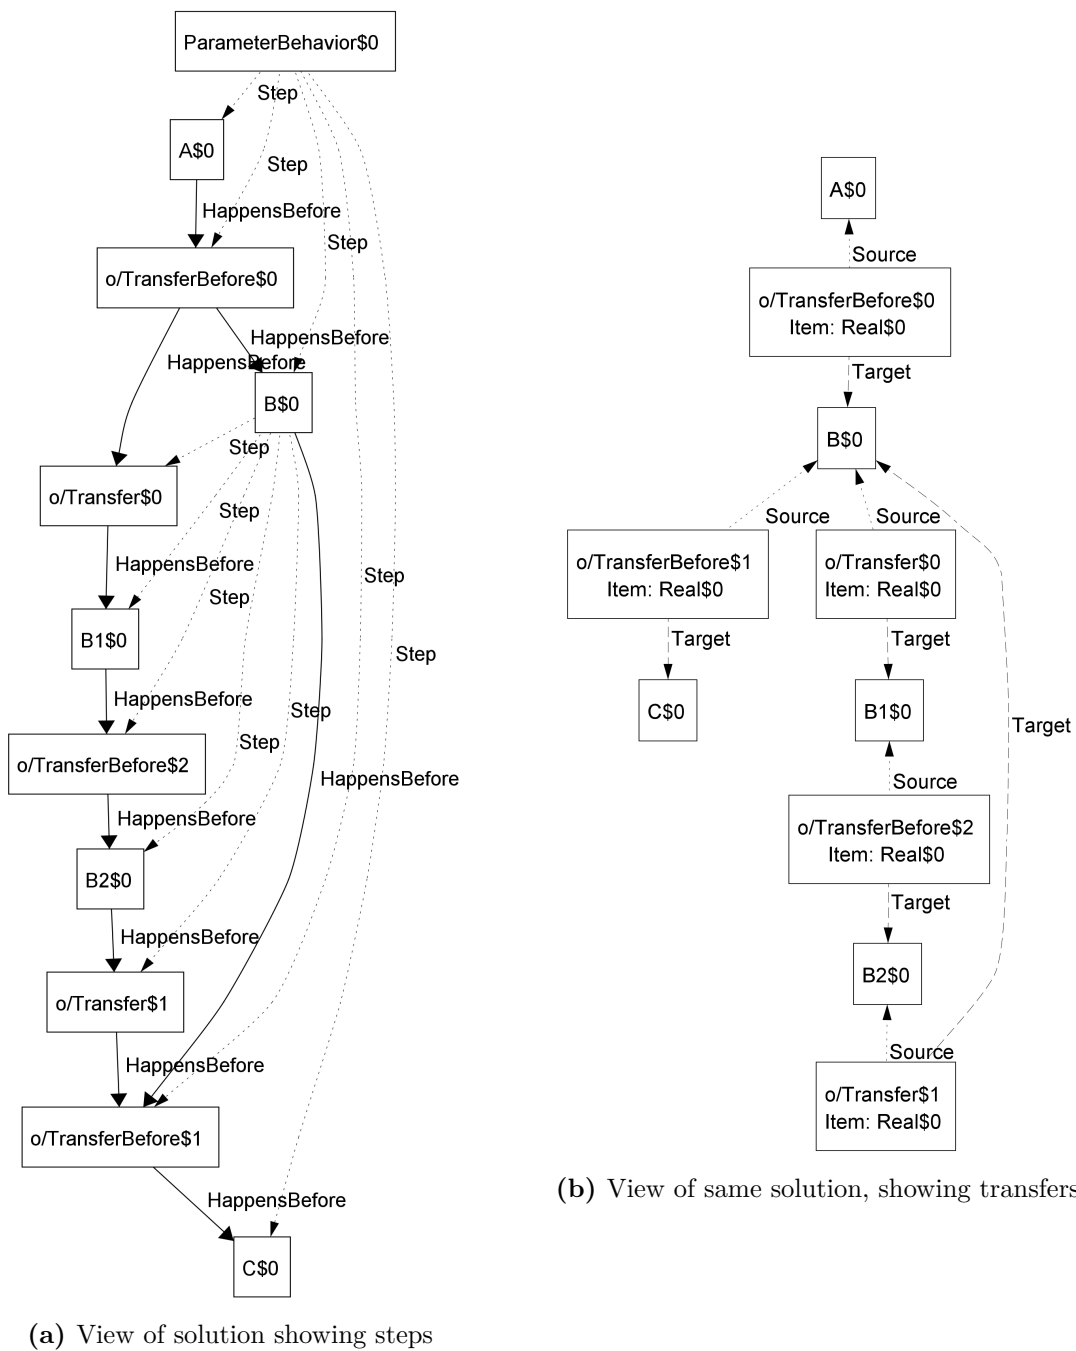 ParameterBehavior$0
Step
A$0
Step
HappensBefore
Step
o/TransferBefore$0
HappensBefore
HappensBefore
B$0
Step
o/Transfer$0
Step
HappensBefore
Step
Step
B1$0
Step
HappensBefore
Step
Step
o/TransferBefore$2
HappensBefore
HappensBefore
B2$0
HappensBefore
o/Transfer$1
HappensBefore
o/TransferBefore$1
HappensBefore
C$0
(a) View of solution showing steps
A$0
Source
o/TransferBefore$0
Item: Real$0
Target
B$0
Source
Source
o/TransferBefore$1
Item: Real$0
o/Transfer$0
Item: Real$0
Target
Target
C$0
B1$0
Target
Source
o/TransferBefore$2
Item: Real$0
Target
B2$0
Source
o/Transfer$1
Item: Real$0
(b) View of same solution, showing transfers